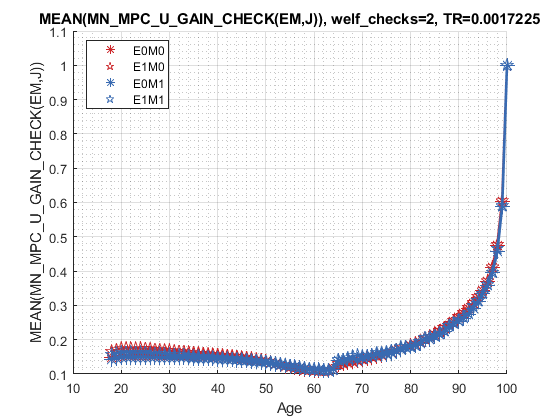 MEAN(MN_MPC_U_GAIN_CHECK(EM,J)), welf_checks=2, TR=0.0017225
MEAN(MN_MPC_U_GAIN_CHECK(EM,J))
1.1
1
0.9
0.8
0.7
0.6
0.5
0.4
0.3
0.2
0.1
E0M0
E1M0
E0M1
E1M1
10 20 30 40 50 60 70 80 90 100
Age